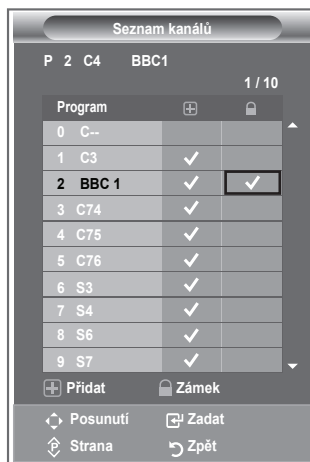 Seznam kanálů
P 2 C4 BBC1
1 / 10
Program
0 C--
1 C3
2 BBC 1
3 C74
4 C75
5 C76
6 S3
7 S4
8 S6
9 S7
Přidat Zámek
Posunutí Zadat
Strana Zpět